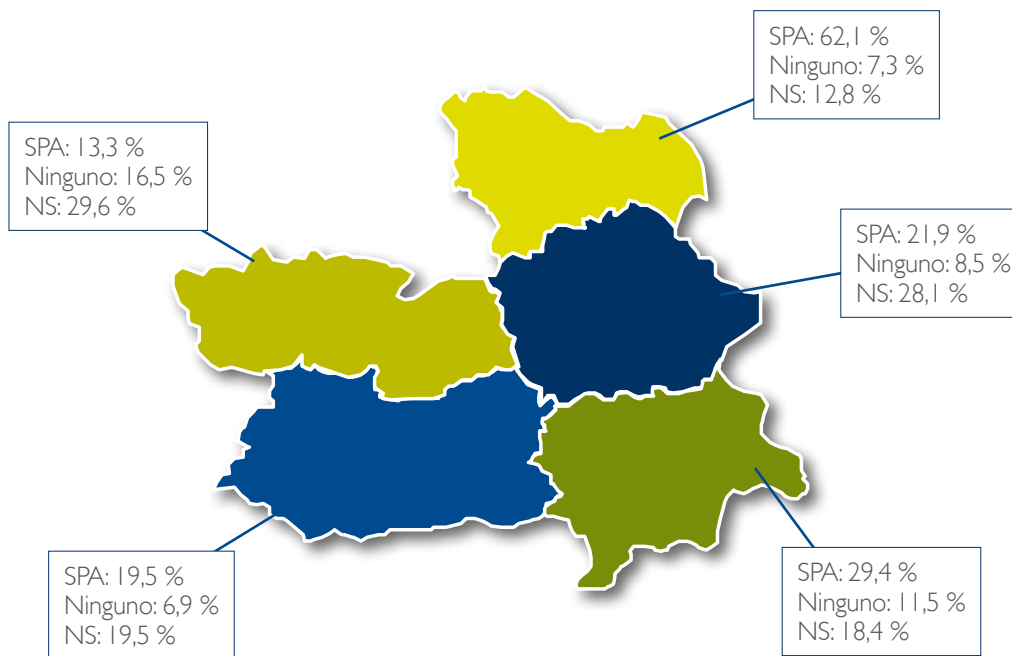 SPA: 62,1 %
Ninguno: 7,3 %
NS: 12,8 %
SPA: 13,3 %
Ninguno: 16,5 %
NS: 29,6 %
SPA: 21,9 %
Ninguno: 8,5 %
NS: 28,1 %
SPA: 19,5 %
Ninguno: 6,9 %
NS: 19,5 %
SPA: 29,4 %
Ninguno: 11,5 %
NS: 18,4 %